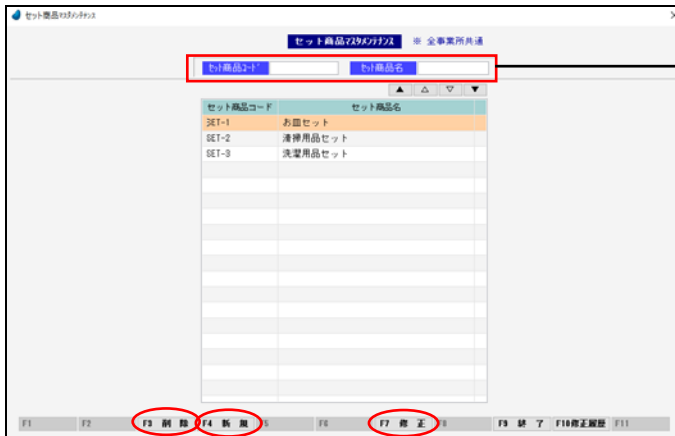 セット商品ﾏｽﾀﾒﾝﾃﾅﾝｽ
セット商品ﾏｽﾀﾒﾝﾃﾅﾝｽ ※ 全事業所共通
ｾｯﾄ商品ｺｰﾄﾞ ｾｯﾄ商品名
▲ △ ▽ ▼
セット商品コード セット商品名
SET-1 お皿セット
SET-2 清掃用品セット
SET-3 洗濯用品セット
F1 F2 F3 削 除 F4 新 規 F5 F6 F7 修 正 F8 F9 終 了 F10修正履歴 F11